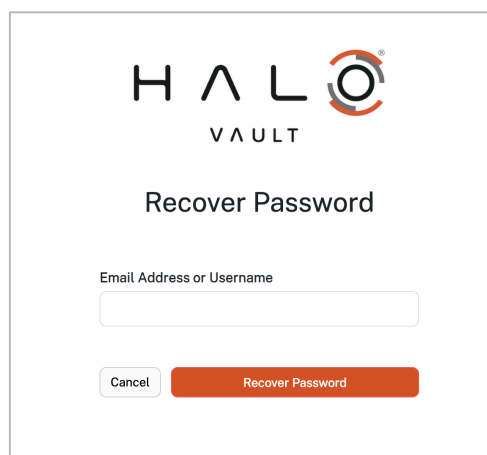 HALO®
VAULT
Recover Password
Email Address or Username
Cancel Recover Password